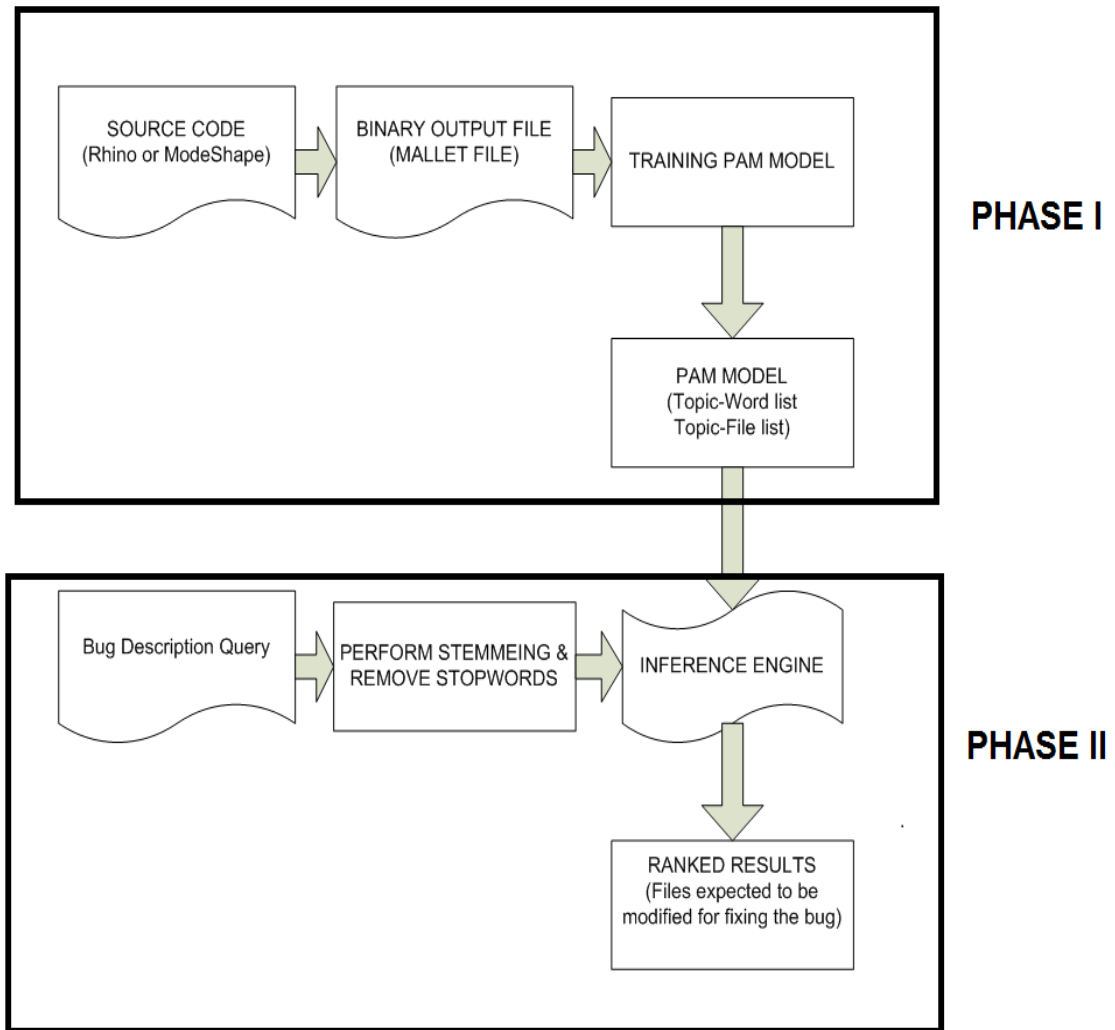 SOURCE CODE
(Rhino or ModeShape)
BINARY OUTPUT FILE
(MALLET FILE)
TRAINING PAM MODEL
PHASE I
PAM MODEL
(Topic-Word list
Topic-File list)
Bug Description Query
PERFORM STEMMEING &
REMOVE STOPWORDS
INFERENCE ENGINE
PHASE II
RANKED RESULTS
(Files expected to be
modified for fixing the bug)